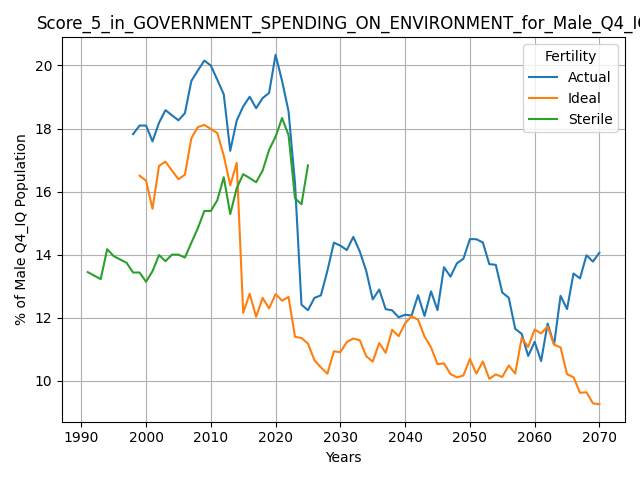 Score_5_in_GOVERNMENT_SPENDING_ON_ENVIRONMENT_for_Male_Q4_IQ
Fertility
Actual
Ideal
Sterile
% of Male Q4_IQ Population
20
18
16
14
12
10
1990 2000 2010 2020 2030 2040 2050 2060 2070
Years